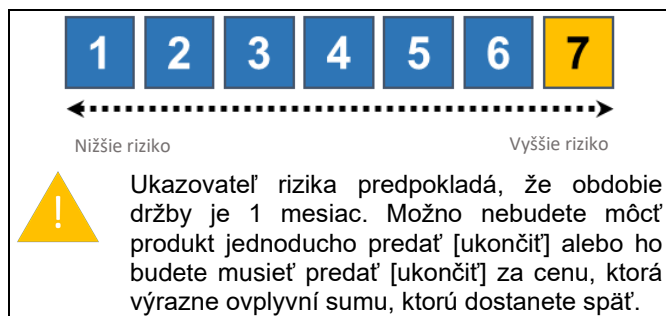 1 2 3 4 5 6 7
Nižšie riziko Vyššie riziko
!
Ukazovateľ rizika predpokladá, že obdobie
držby je 1 mesiac. Možno nebudete môcť
produkt jednoducho predať [ukončiť] alebo ho
budete musieť predať [ukončiť] za cenu, ktorá
výrazne ovplyvní sumu, ktorú dostanete späť.